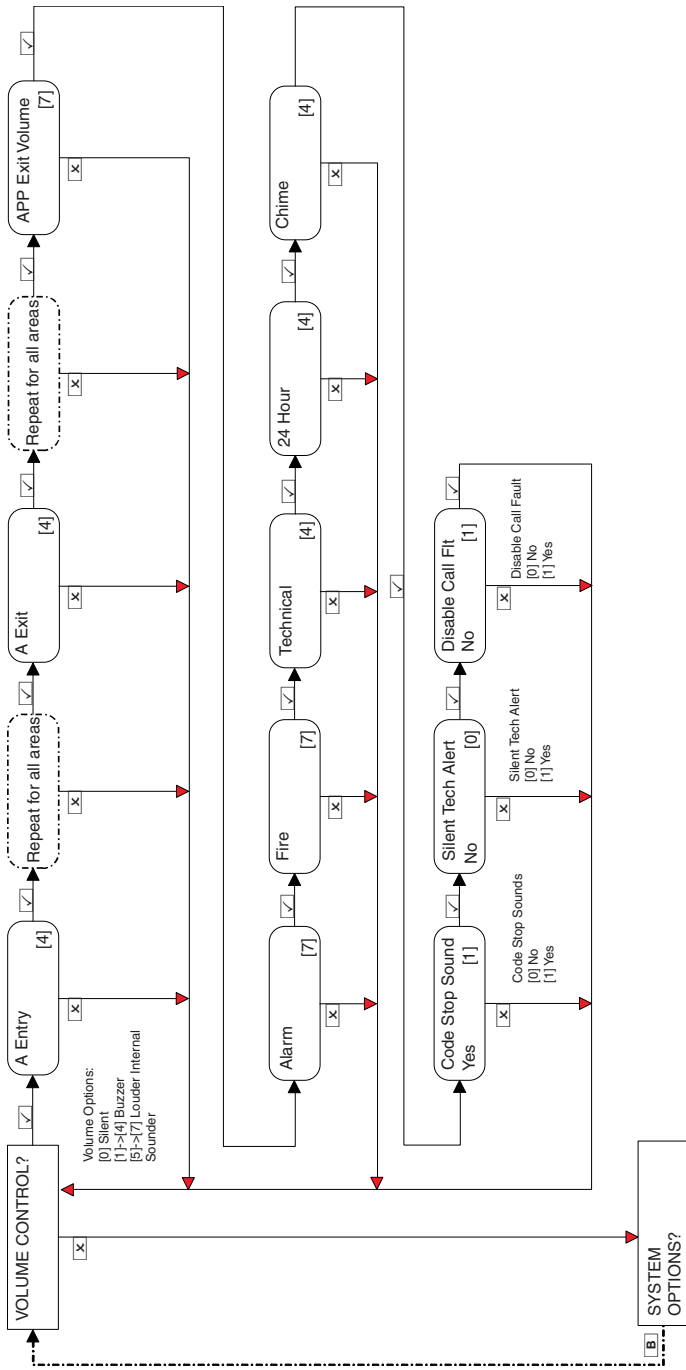 VOLUME CONTROL?
A Entry
[4]
Repeat for all areas
A Exit
[4]
Repeat for all areas
APP Exit Volume
[7]
Volume Options:
[0] Silent
[1]->[4] Buzzer
[5]->[7] Louder Internal
Sounder
Alarm
[7]
Fire
[7]
Technical
[4]
24 Hour
[4]
Chime
[4]
Code Stop Sound
[1]
Yes
Silent Tech Alert
[0]
No
Disable Call Flt
[1]
No
Code Stop Sounds
[0] No
[1] Yes
Silent Tech Alert
[0] No
[1] Yes
Disable Call Fault
[0] No
[1] Yes
B
SYSTEM
OPTIONS?